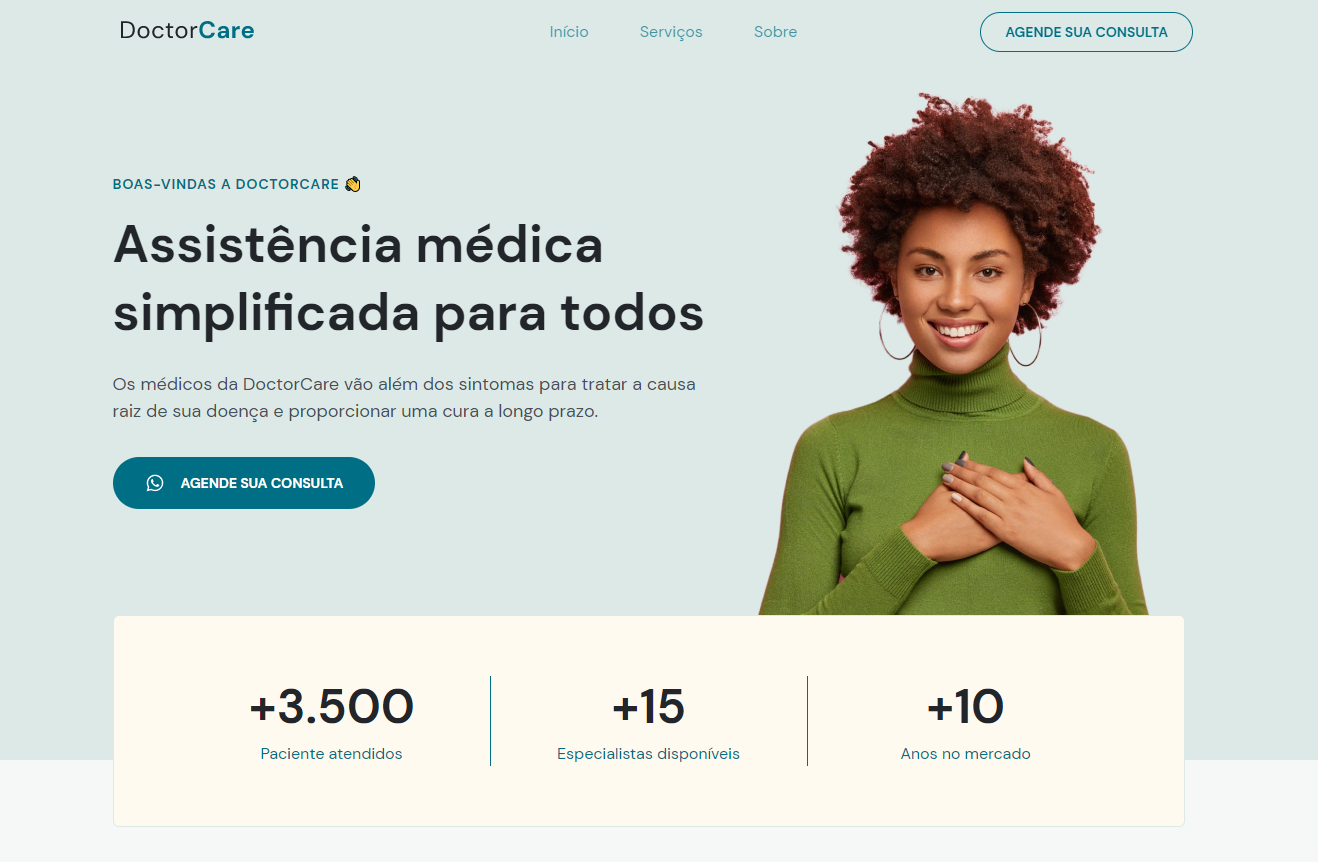 DoctorCare
Início
Serviços
Sobre
AGENDE SUA CONSULTA
BOAS-VINDAS A DOCTORCARE 👋
Assistência médica
simplificada para todos
Os médicos da DoctorCare vão além dos sintomas para tratar a causa
raiz de sua doença e proporcionar uma cura a longo prazo.
AGENDE SUA CONSULTA
+3.500
Paciente atendidos
+15
Especialistas disponíveis
+10
Anos no mercado